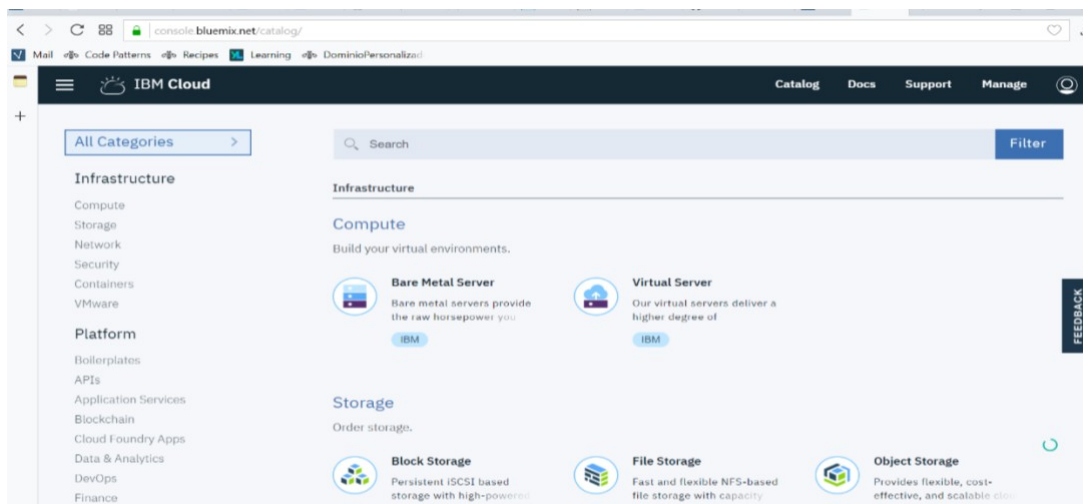 console.bluemix.net/catalog/
Mail Code Patterns Recipes Learning DominioPersonalizad
IBM Cloud
Catalog Docs Support Manage
All Categories >
Search
Filter
Infrastructure
Compute
Storage
Network
Security
Containers
VMware
Platform
Boilerplates
APIs
Application Services
Blockchain
Cloud Foundry Apps
Data & Analytics
DevOps
Finance
Infrastructure
Compute
Build your virtual environments.
Bare Metal Server
Bare metal servers provide
the raw horsepower you
IBM
Virtual Server
Our virtual servers deliver a
higher degree of
IBM
Storage
Order storage.
Block Storage
Persistent iSCSI based
storage with high-powered
File Storage
Fast and flexible NFS-based
file storage with capacity
Object Storage
Provides flexible, cost-
effective, and scalable clou
FEEDBACK